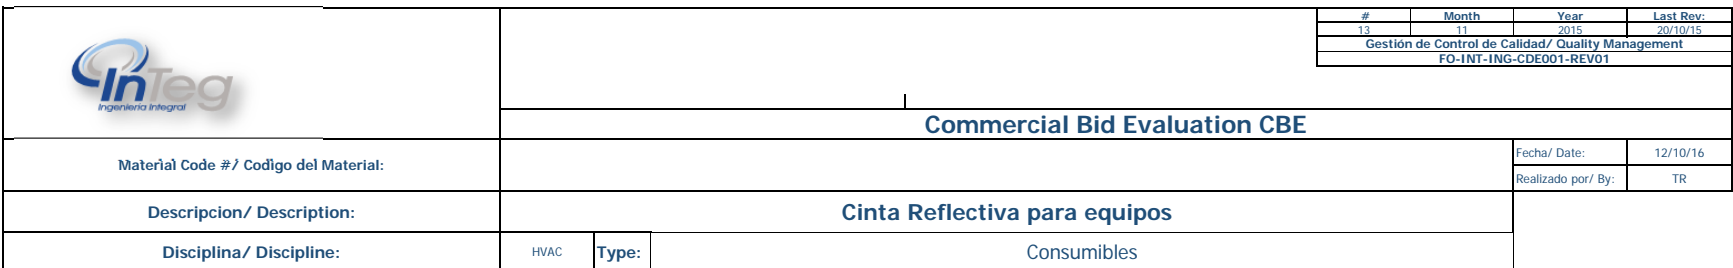 InTeg
Ingeniería Integral
# Month Year Last Rev:
13 11 2015 20/10/15
Gestión de Control de Calidad/ Quality Management
FO-INT-ING-CDE001-REV01
Commercial Bid Evaluation CBE
Material Code #/ Codigo del Material:
Fecha/ Date: 12/10/16
Realizado por/ By: TR
Descripcion/ Description: Cinta Reflectiva para equipos
Disciplina/ Discipline: HVAC Type: Consumibles